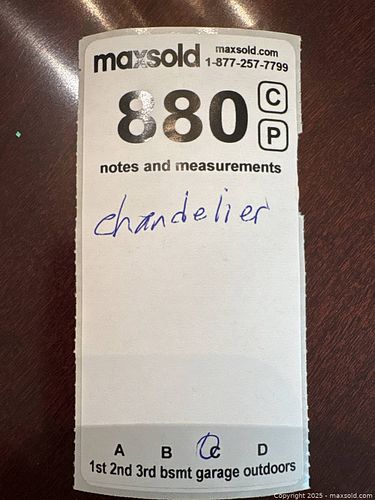 maxsold maxsold.com
1-877-257-7799
880 C
P
notes and measurements
chandelier
A B C D
1st 2nd 3rd bsmt garage outdoors
Copyright 2025 - maxsold.com